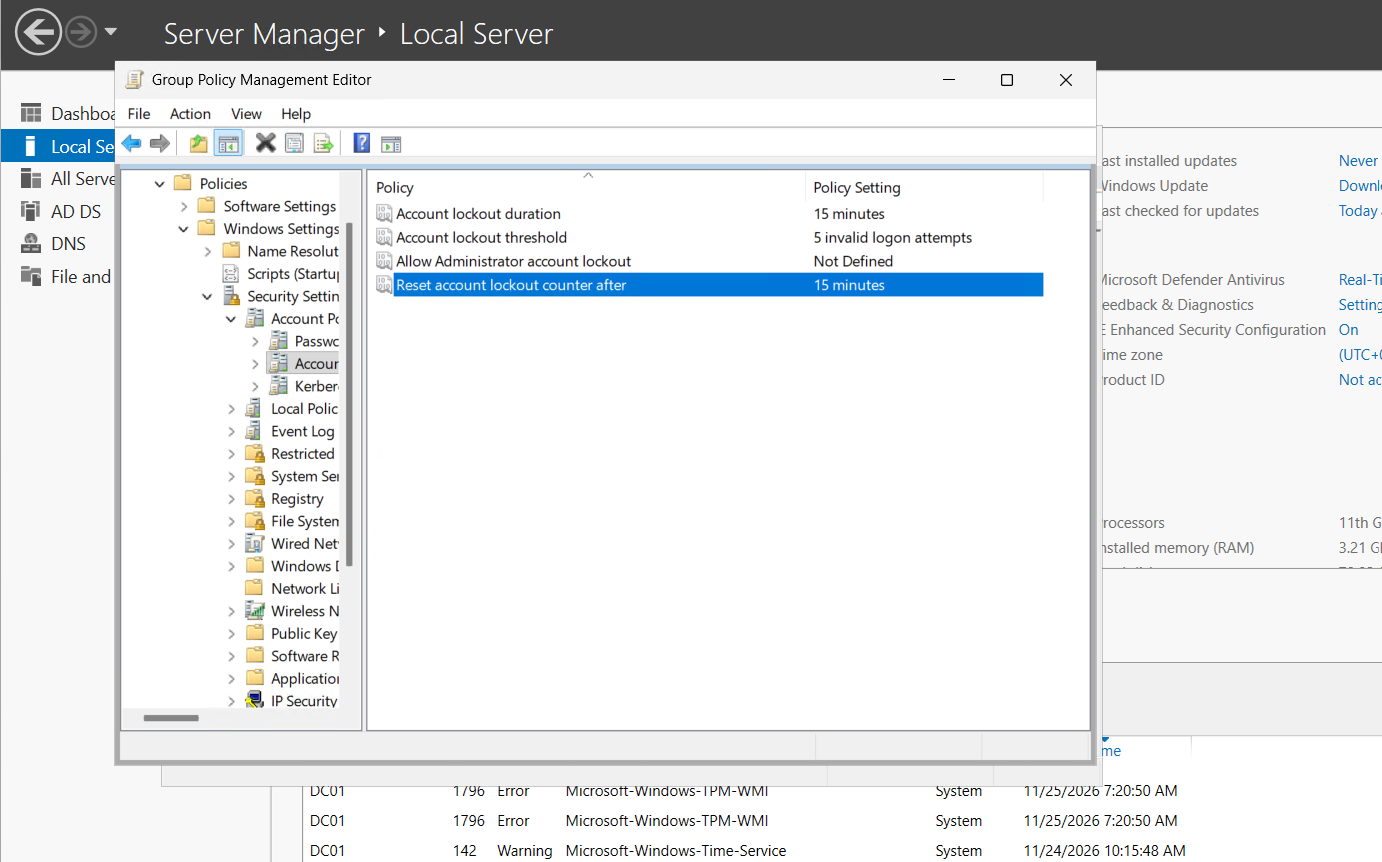 Server Manager ‣ Local Server
Group Policy Management Editor
File Action View Help
Dashboa
Local Se
All Serve
AD DS
DNS
File and
Policies
Software Settings
Windows Settings
Name Resolut
Scripts (Startu
Security Settin
Account Po
Passwo
Accour
Kerber
Local Polic
Event Log
Restricted
System Ser
Registry
File System
Wired Net
Windows D
Network Li
Wireless N
Public Key
Software R
Application
IP Security
Policy Policy Setting
Account lockout duration 15 minutes
Account lockout threshold 5 invalid logon attempts
Allow Administrator account lockout Not Defined
Reset account lockout counter after 15 minutes
ast installed updates Never
Windows Update Downl
ast checked for updates Today
Microsoft Defender Antivirus Real-Ti
eedback & Diagnostics Setting
E Enhanced Security Configuration On
ime zone (UTC+0
roduct ID Not ac
rocessors 11th G
nstalled memory (RAM) 3.21 G
me
DC01 1796 Error Microsoft-Windows-TPM-WMI System 11/25/2026 7:20:50 AM
DC01 1796 Error Microsoft-Windows-TPM-WMI System 11/25/2026 7:20:50 AM
DC01 142 Warning Microsoft-Windows-Time-Service System 11/24/2026 10:15:48 AM